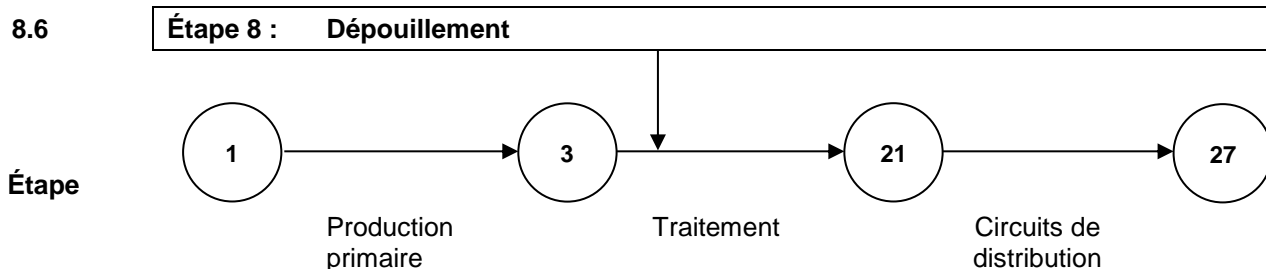 8.6 Étape 8 : Dépouillement
1 3 21 27
Étape
Production Traitement Circuits de
primaire distribution